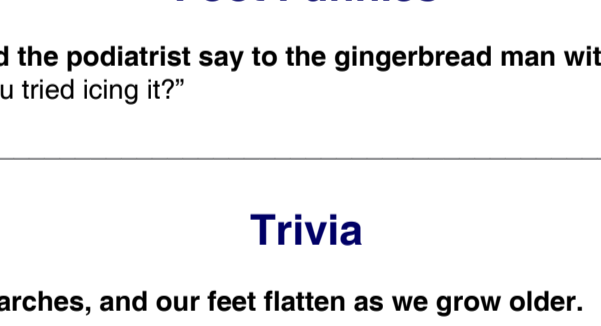 the podiatrist say to the gingerbread man
tried icing it?”
Trivia
arches, and our feet flatten as we grow older.